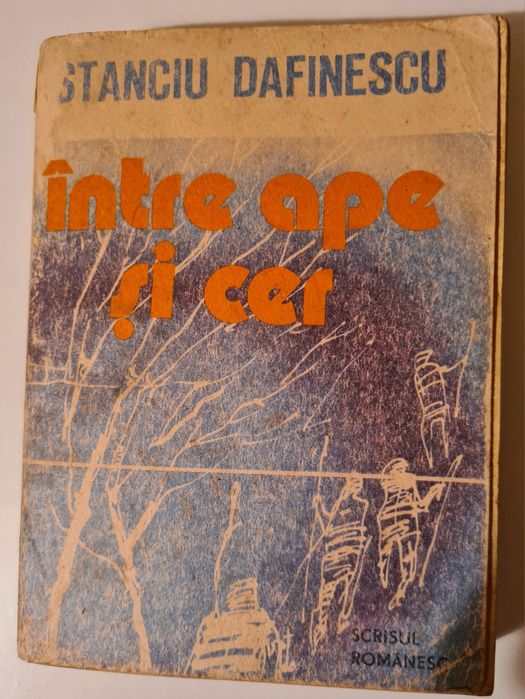 STANCIU DAFINESCU
între ape
și cer
SCRISUL
ROMÂNESC